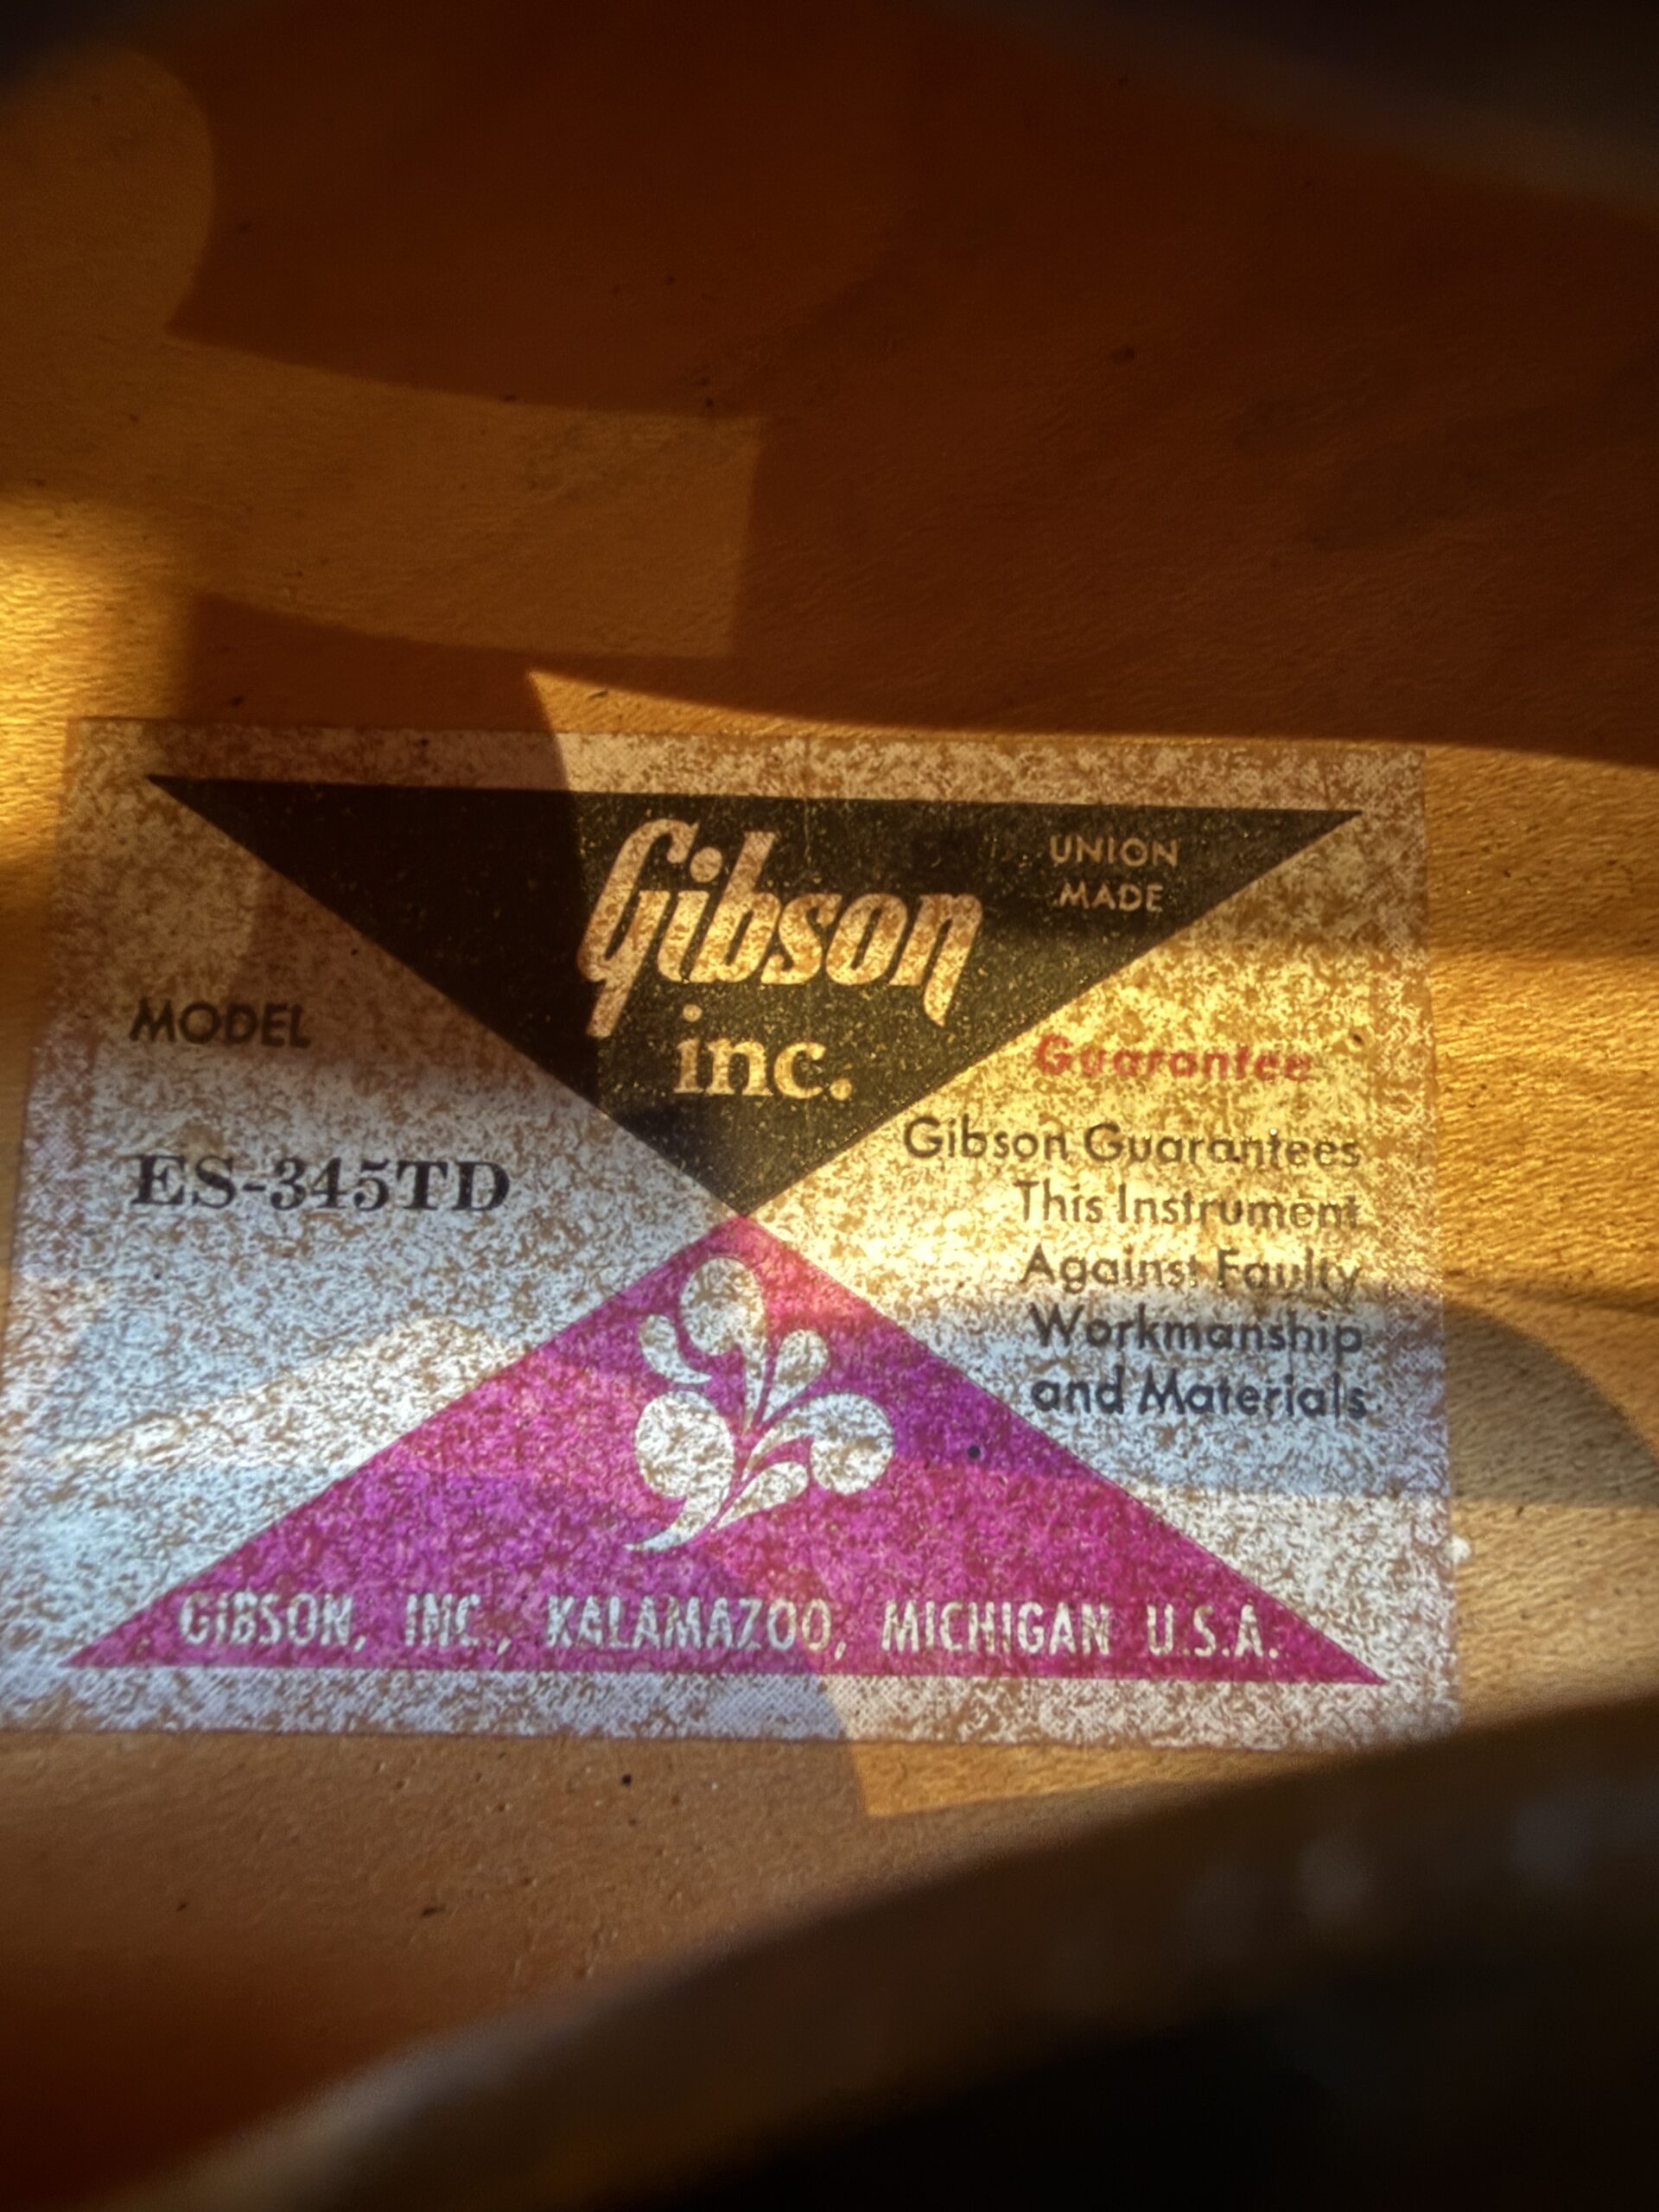 Gibson
inc.
UNION
MADE
MODEL
ES-345TD
Guarantee
Gibson Guarantees
This Instrument
Against Faulty
Workmanship
and Materials
GIBSON, INC., KALAMAZOO, MICHIGAN U.S.A.